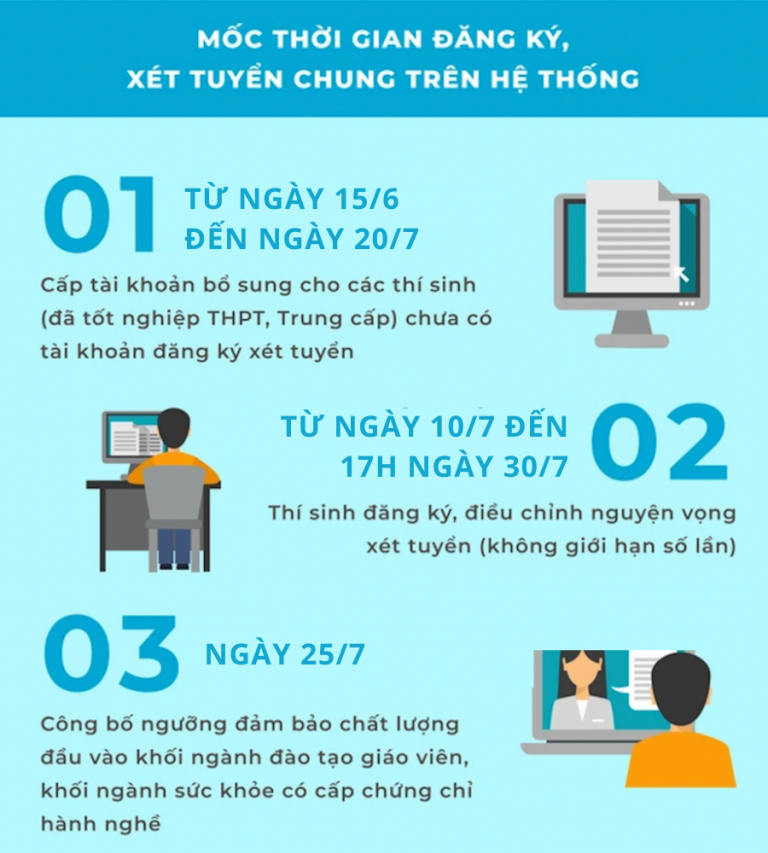 MỐC THỜI GIAN ĐĂNG KÝ,
XÉT TUYỂN CHUNG TRÊN HỆ THỐNG
01
TỪ NGÀY 15/6
ĐẾN NGÀY 20/7
Cấp tài khoản bổ sung cho các thí sinh
(đã tốt nghiệp THPT, Trung cấp) chưa có
tài khoản đăng ký xét tuyển
TỪ NGÀY 10/7 ĐẾN
17H NGÀY 30/7
02
Thí sinh đăng ký, điều chỉnh nguyện vọng
xét tuyển (không giới hạn số lần)
03
NGÀY 25/7
Công bố ngưỡng đảm bảo chất lượng
đầu vào khối ngành đào tạo giáo viên,
khối ngành sức khỏe có cấp chứng chỉ
hành nghề